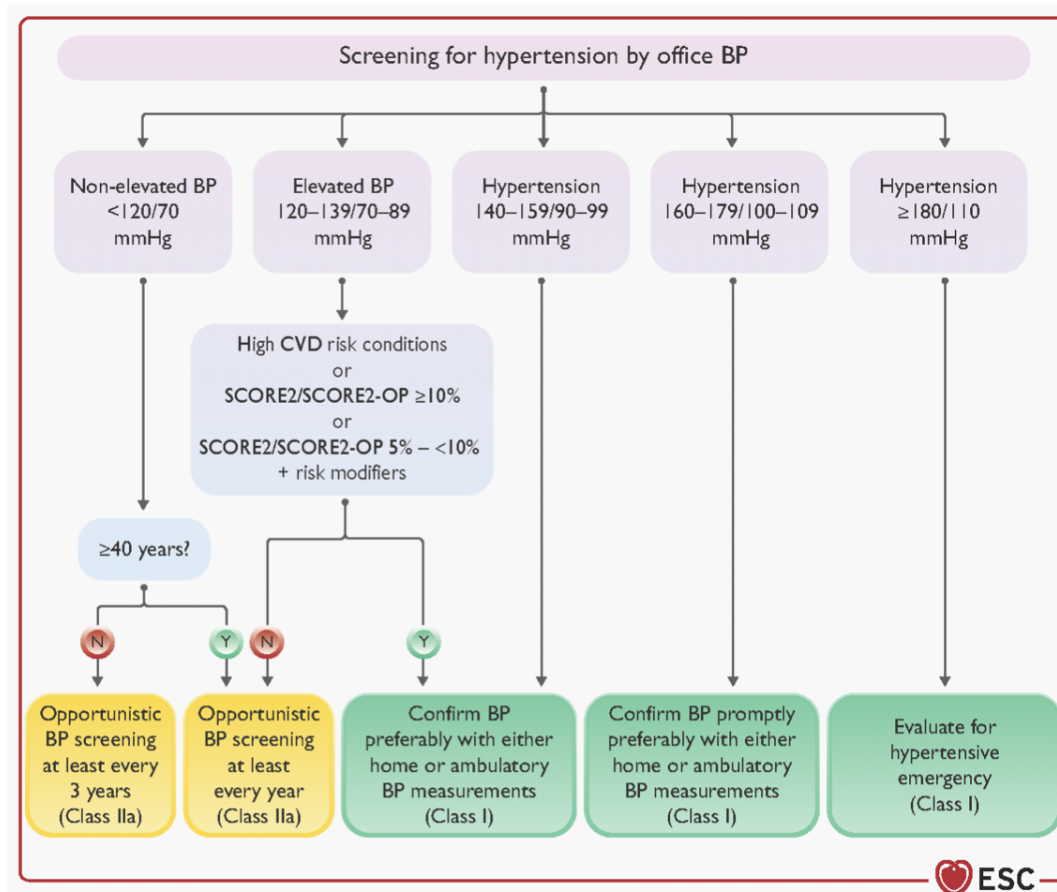 Screening for hypertension by office BP
Non-elevated BP
<120/70
mmHg
Elevated BP
120–139/70–89
mmHg
Hypertension
140–159/90–99
mmHg
Hypertension
160–179/100–109
mmHg
Hypertension
≥180/110
mmHg
High CVD risk conditions
or
SCORE2/SCORE2-OP ≥10%
or
SCORE2/SCORE2-OP 5% – <10%
+ risk modifiers
≥40 years?
N
Y
N
Y
Opportunistic
BP screening
at least every
3 years
(Class IIa)
Opportunistic
BP screening
at least
every year
(Class IIa)
Confirm BP
preferably with either
home or ambulatory
BP measurements
(Class I)
Confirm BP promptly
preferably with either
home or ambulatory
BP measurements
(Class I)
Evaluate for
hypertensive
emergency
(Class I)
ESC